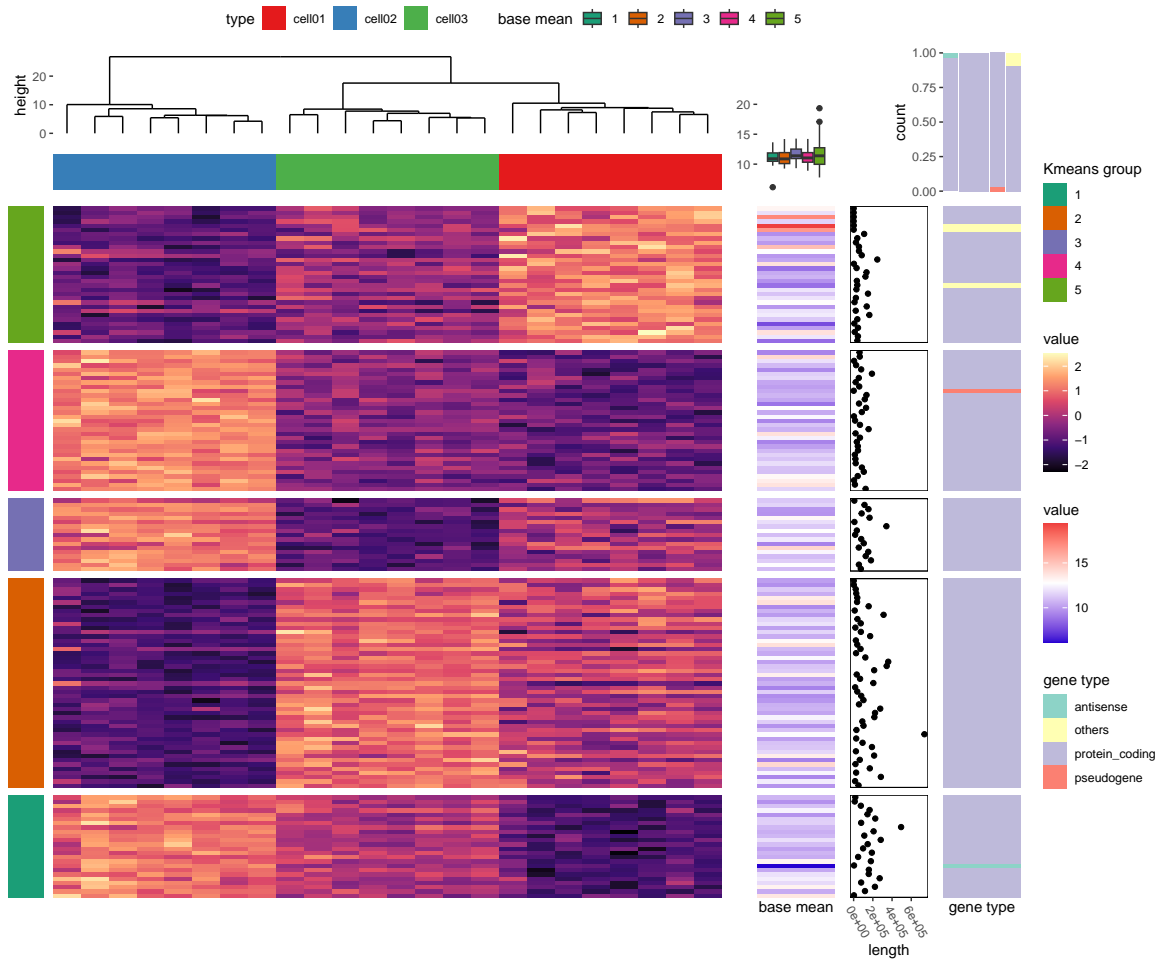 type cell01 cell02 cell03 base mean 1 2 3 4 5
height
20
10
0
20
15
10
count
1.00
0.75
0.50
0.25
0.00
Kmeans group
1
2
3
4
5
value
2
1
0
−1
−2
value
15
10
gene type
antisense
others
protein_coding
pseudogene
base mean
0e+00
2e+05
4e+05
6e+05
length
gene type